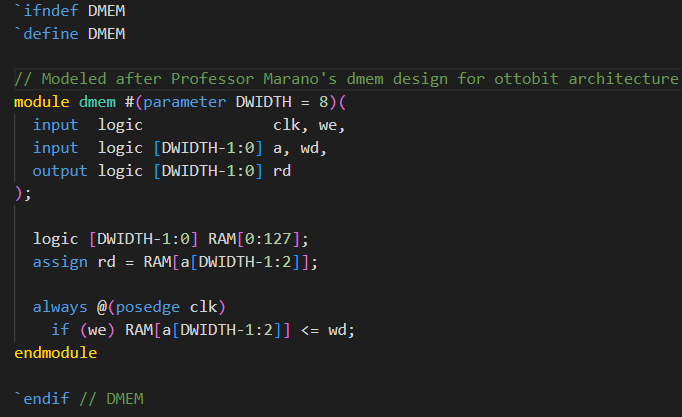 `ifndef DMEM
`define DMEM
// Modeled after Professor Marano's dmem design for ottobit architecture
module dmem #(parameter DWIDTH = 8)(
  input  logic              clk, we,
  input  logic [DWIDTH-1:0] a, wd,
  output logic [DWIDTH-1:0] rd
);
  logic [DWIDTH-1:0] RAM[0:127];
  assign rd = RAM[a[DWIDTH-1:2]];
  always @(posedge clk)
    if (we) RAM[a[DWIDTH-1:2]] <= wd;
endmodule
`endif // DMEM